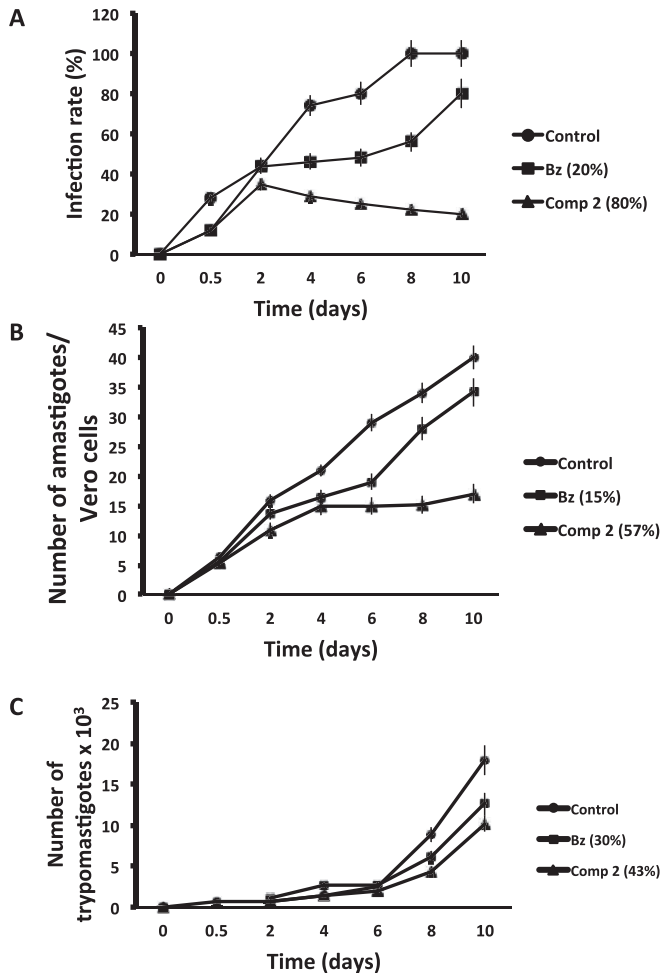 A
Infection rate (%)
120
100
80
60
40
20
0
0 0.5 2 4 6 8 10
Time (days)
Control
Bz (20%)
Comp 2 (80%)
B
Number of amastigotes/
Vero cells
45
40
35
30
25
20
15
10
5
0
0 0.5 2 4 6 8 10
Time (days)
Control
Bz (15%)
Comp 2 (57%)
C
Number of
trypomastigotes x 10³
25
20
15
10
5
0
0 0.5 2 4 6 8 10
Time (days)
Control
Bz (30%)
Comp 2 (43%)